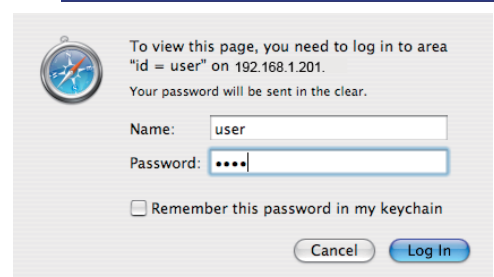 To view this page, you need to log in to area
“id = user” on 192.168.1.201.
Your password will be sent in the clear.
Name: user
Password: ••••
Remember this password in my keychain
Cancel Log In